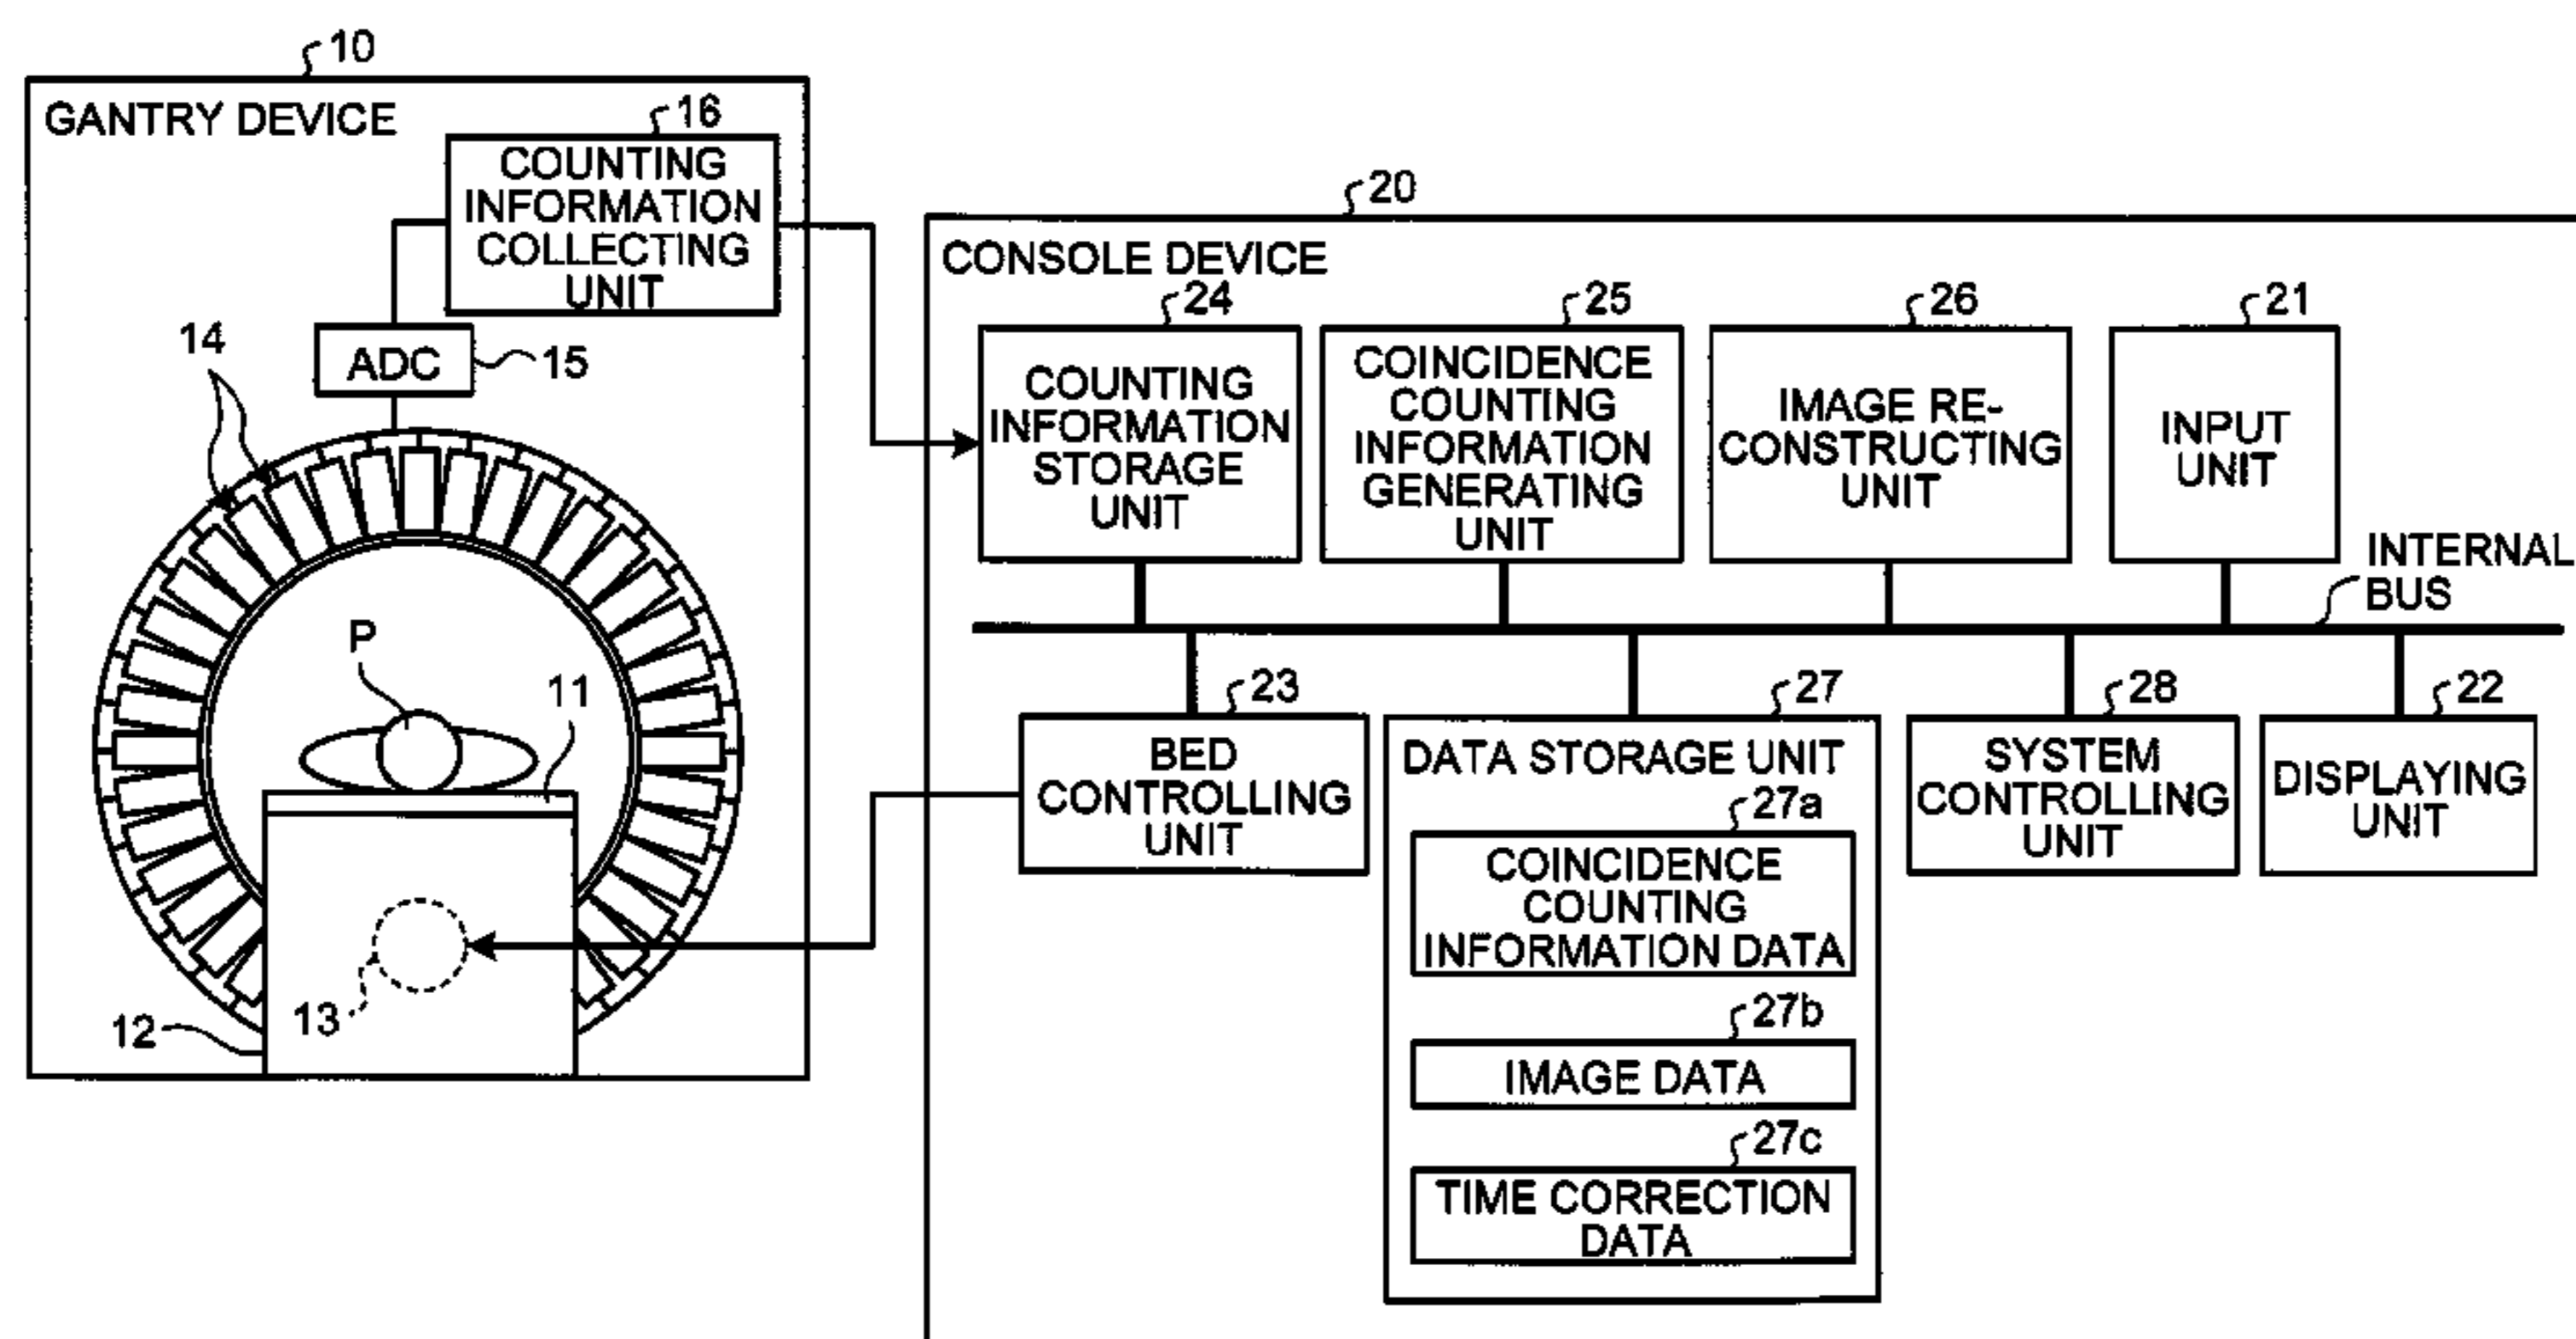 10
GANTRY DEVICE
16
COUNTING
INFORMATION
COLLECTING
UNIT
14
ADC
15
P
11
13
12
20
CONSOLE DEVICE
24
COUNTING
INFORMATION
STORAGE
UNIT
25
COINCIDENCE
COUNTING
INFORMATION
GENERATING
UNIT
26
IMAGE RE-
CONSTRUCTING
UNIT
21
INPUT
UNIT
INTERNAL
BUS
23
BED
CONTROLLING
UNIT
27
DATA STORAGE UNIT
27a
COINCIDENCE
COUNTING
INFORMATION DATA
27b
IMAGE DATA
27c
TIME CORRECTION
DATA
28
SYSTEM
CONTROLLING
UNIT
22
DISPLAYING
UNIT